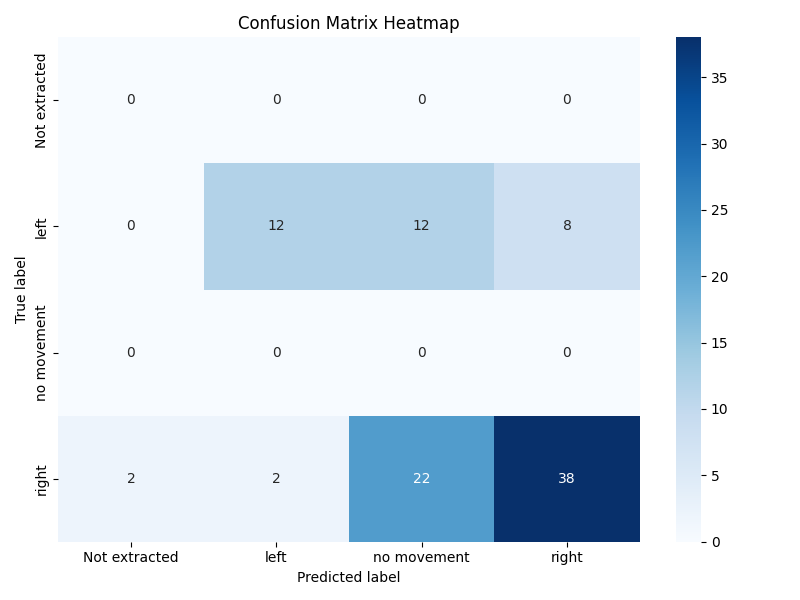 Confusion Matrix Heatmap
True label
Not extracted
0 0 0 0
left
0 12 12 8
no movement
0 0 0 0
right
2 2 22 38
Not extracted left no movement right
Predicted label
35
30
25
20
15
10
5
0